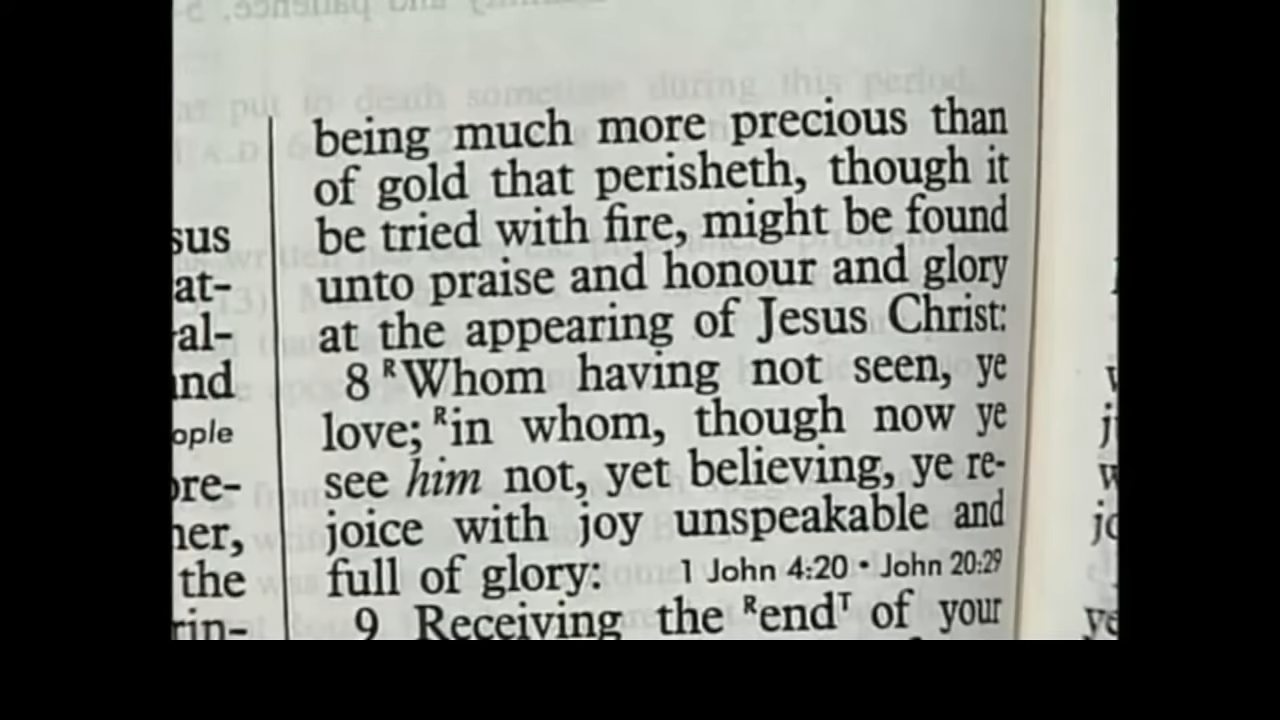 being much more precious than
of gold that perisheth, though it
be tried with fire, might be found
unto praise and honour and glory
at the appearing of Jesus Christ:
8 ᴿWhom having not seen, ye
love; ᴿin whom, though now ye
see him not, yet believing, ye re-
joice with joy unspeakable and
full of glory: 1 John 4:20 • John 20:29
9 Receiving the ᴿendᵀ of your